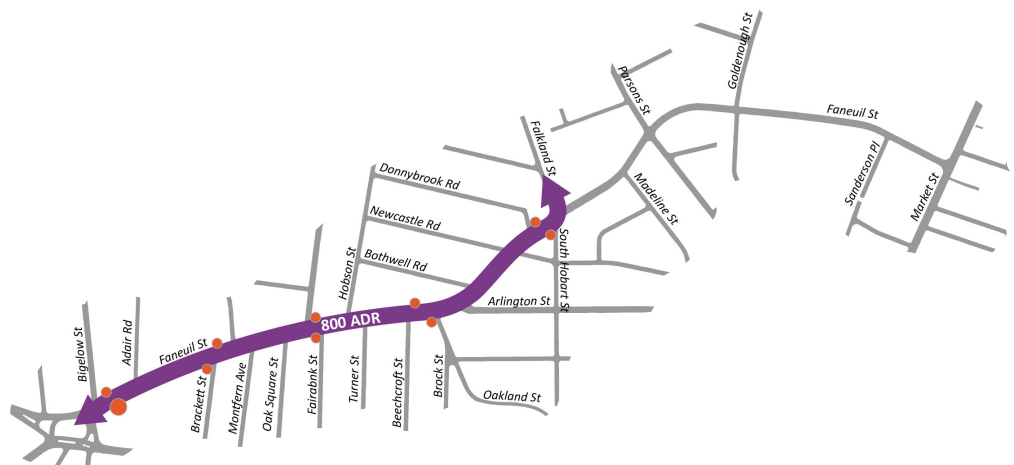 Goldenough St
Parsons St
Faneuil St
Falkland St
Sanderson Pl
Donnybrook Rd
Madeline St
Market St
Newcastle Rd
South Hobart St
Bothwell Rd
Hobson St
Arlington St
800 ADR
Bigelow St
Adair Rd
Faneuil St
Brackett St
Montfern Ave
Oak Square St
Fairabnk St
Turner St
Beechcroft St
Brock St
Oakland St